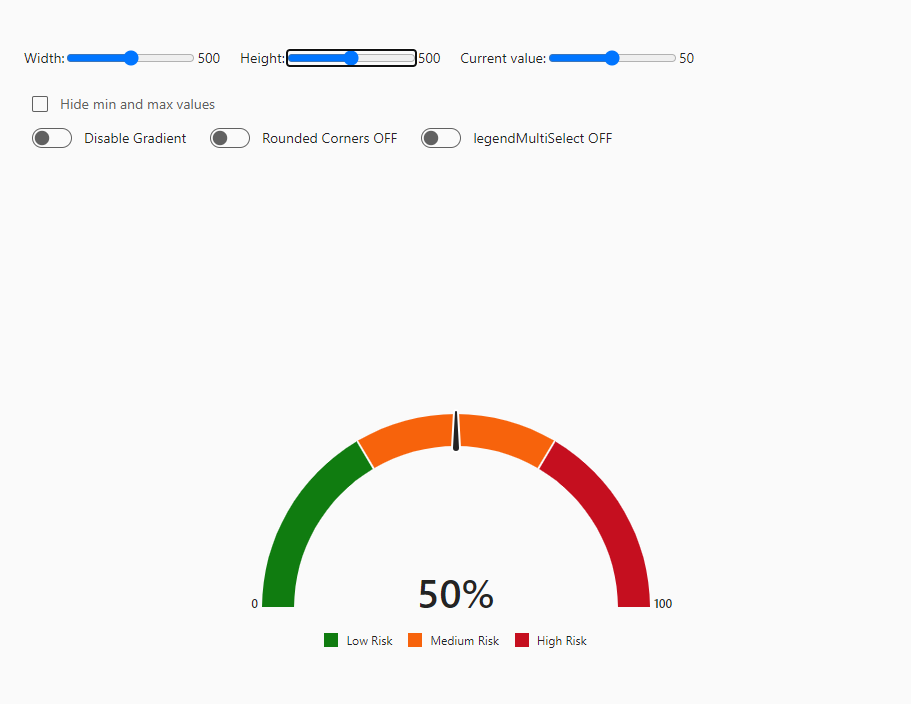 Width: 500 Height: 500 Current value: 50
Hide min and max values
Disable Gradient Rounded Corners OFF legendMultiSelect OFF
50%
0 100
Low Risk Medium Risk High Risk